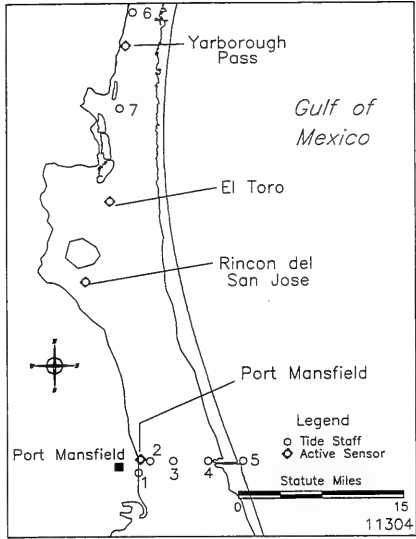 6
Yarborough
Pass
7
Gulf of
Mexico
El Toro
Rincon del
San Jose
Port Mansfield
Legend
Tide Staff
Active Sensor
Port Mansfield
2
1
3
4
5
Statute Miles
0
15
11304